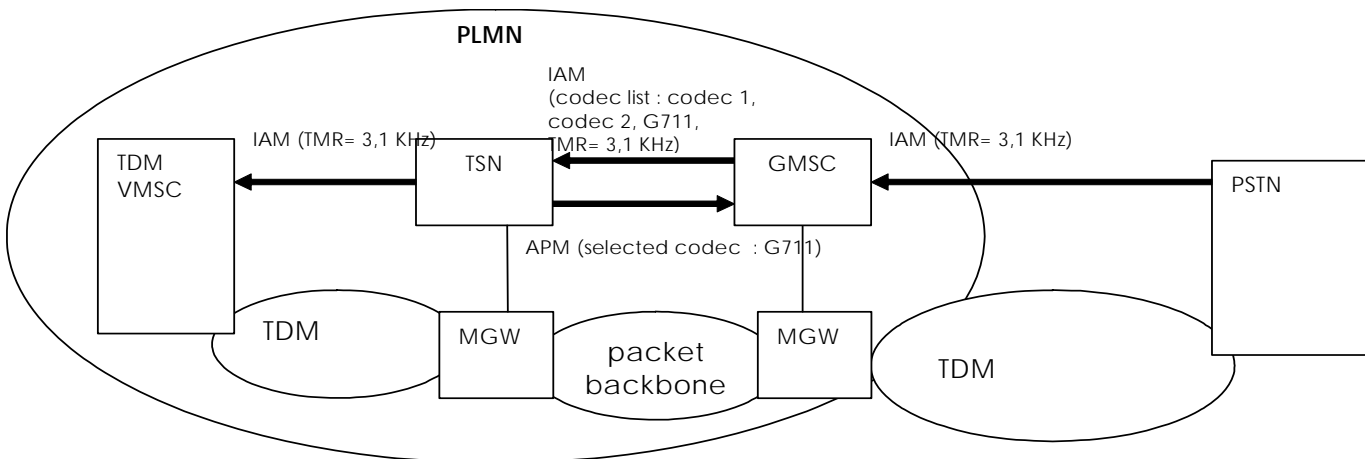 PLMN
IAM
(codec list : codec 1,
codec 2, G711,
TMR= 3,1 KHz)
IAM (TMR= 3,1 KHz)
IAM (TMR= 3,1 KHz)
TDM
VMSC
TSN
GMSC
PSTN
APM (selected codec  : G711)
TDM
MGW
packet
backbone
MGW
TDM